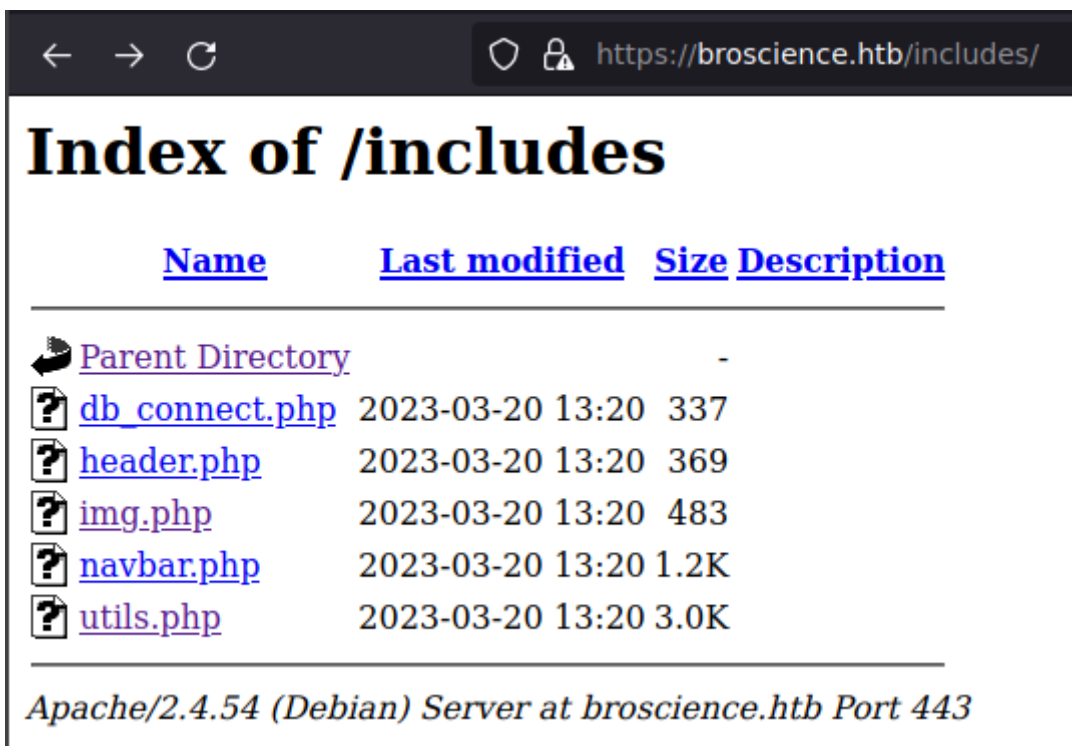 https://broscience.htb/includes/
Index of /includes
Name Last modified Size Description
Parent Directory -
db_connect.php 2023-03-20 13:20 337
header.php 2023-03-20 13:20 369
img.php 2023-03-20 13:20 483
navbar.php 2023-03-20 13:20 1.2K
utils.php 2023-03-20 13:20 3.0K
Apache/2.4.54 (Debian) Server at broscience.htb Port 443